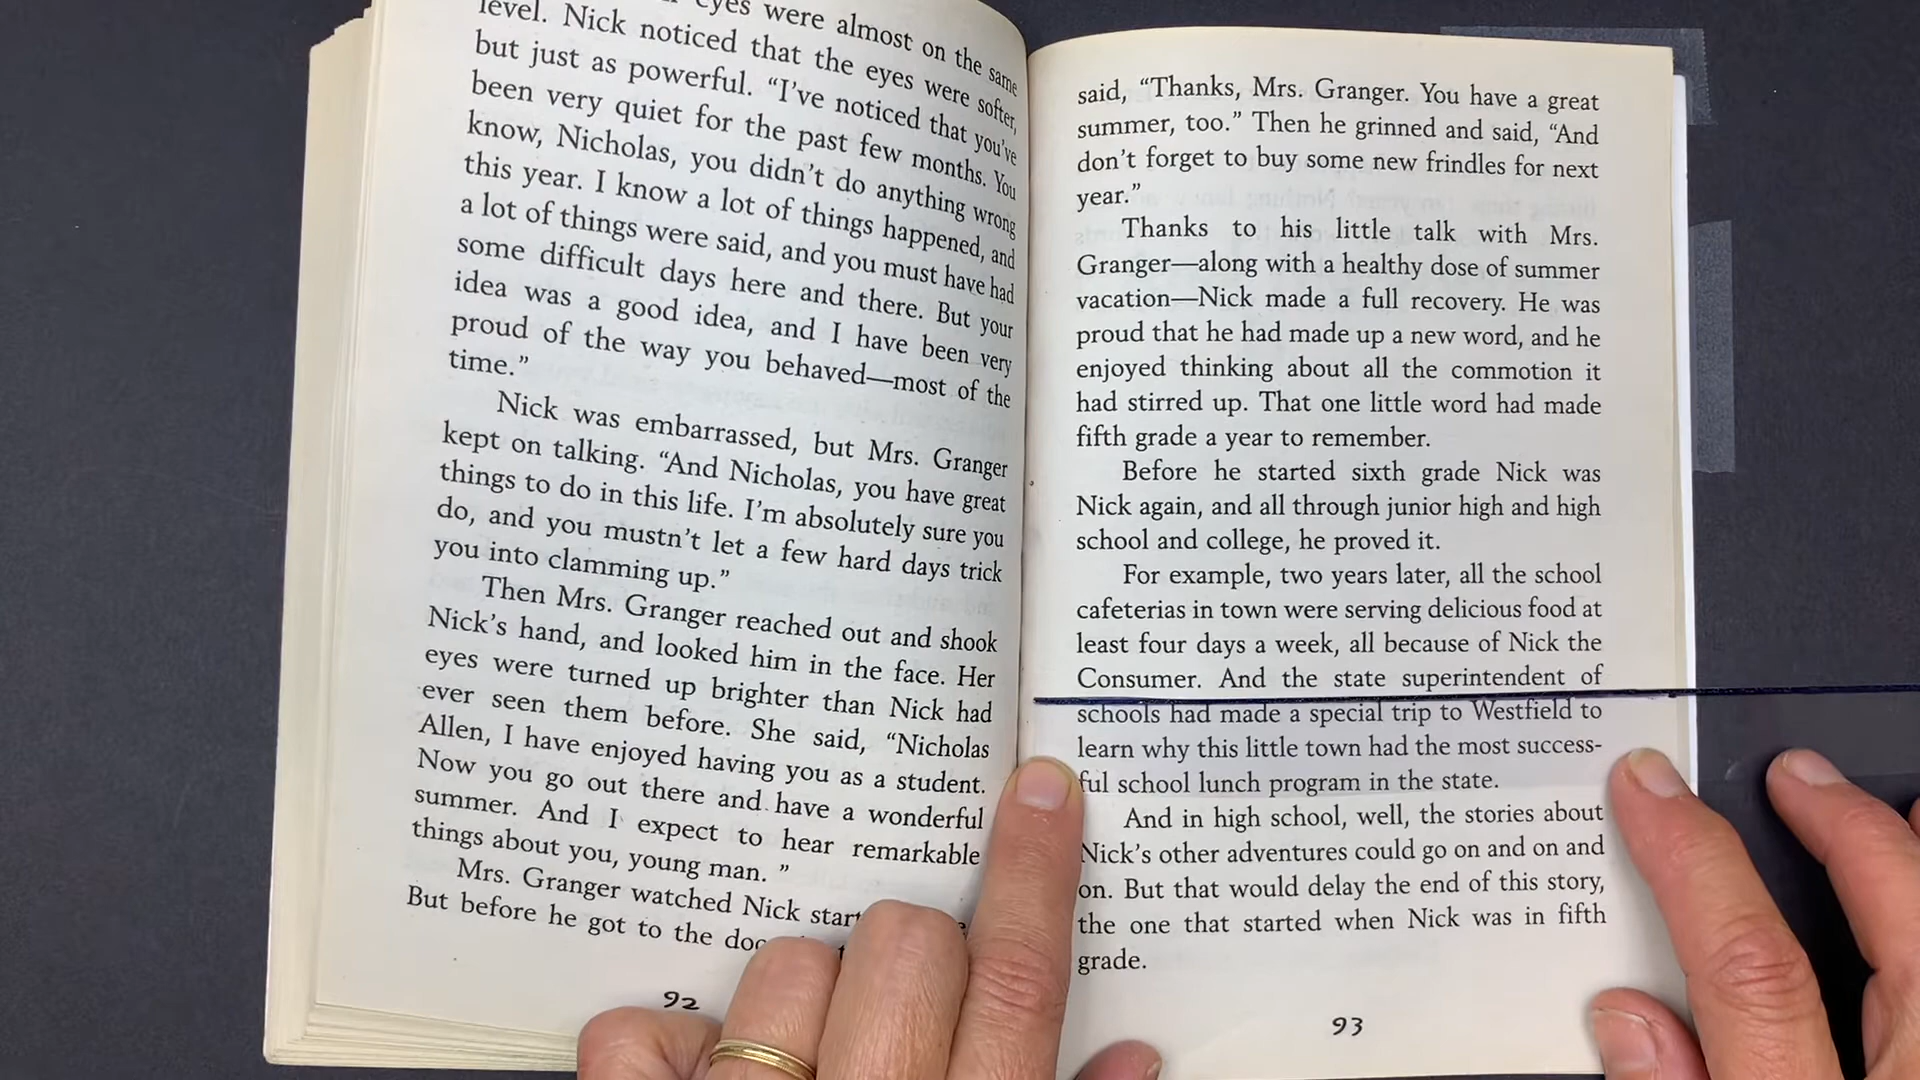 eyes were almost on the same
level. Nick noticed that the eyes were softer,
but just as powerful. “I’ve noticed that you’ve
been very quiet for the past few months. You
know, Nicholas, you didn’t do anything wrong
this year. I know a lot of things happened, and
a lot of things were said, and you must have had
some difficult days here and there. But your
idea was a good idea, and I have been very
proud of the way you behaved—most of the
time.”
Nick was embarrassed, but Mrs. Granger
kept on talking. “And Nicholas, you have great
things to do in this life. I’m absolutely sure you
do, and you mustn’t let a few hard days trick
you into clamming up.”
Then Mrs. Granger reached out and shook
Nick’s hand, and looked him in the face. Her
eyes were turned up brighter than Nick had
ever seen them before. She said, “Nicholas
Allen, I have enjoyed having you as a student.
Now you go out there and have a wonderful
summer. And I expect to hear remarkable
things about you, young man. ”
Mrs. Granger watched Nick start
But before he got to the
92
said, “Thanks, Mrs. Granger. You have a great
summer, too.” Then he grinned and said, “And
don’t forget to buy some new frindles for next
year.”
Thanks to his little talk with Mrs.
Granger—along with a healthy dose of summer
vacation—Nick made a full recovery. He was
proud that he had made up a new word, and he
enjoyed thinking about all the commotion it
had stirred up. That one little word had made
fifth grade a year to remember.
Before he started sixth grade Nick was
Nick again, and all through junior high and high
school and college, he proved it.
For example, two years later, all the school
cafeterias in town were serving delicious food at
least four days a week, all because of Nick the
Consumer. And the state superintendent of
schools had made a special trip to Westfield to
learn why this little town had the most success-
ful school lunch program in the state.
And in high school, well, the stories about
Nick’s other adventures could go on and on and
on. But that would delay the end of this story,
the one that started when Nick was in fifth
grade.
93